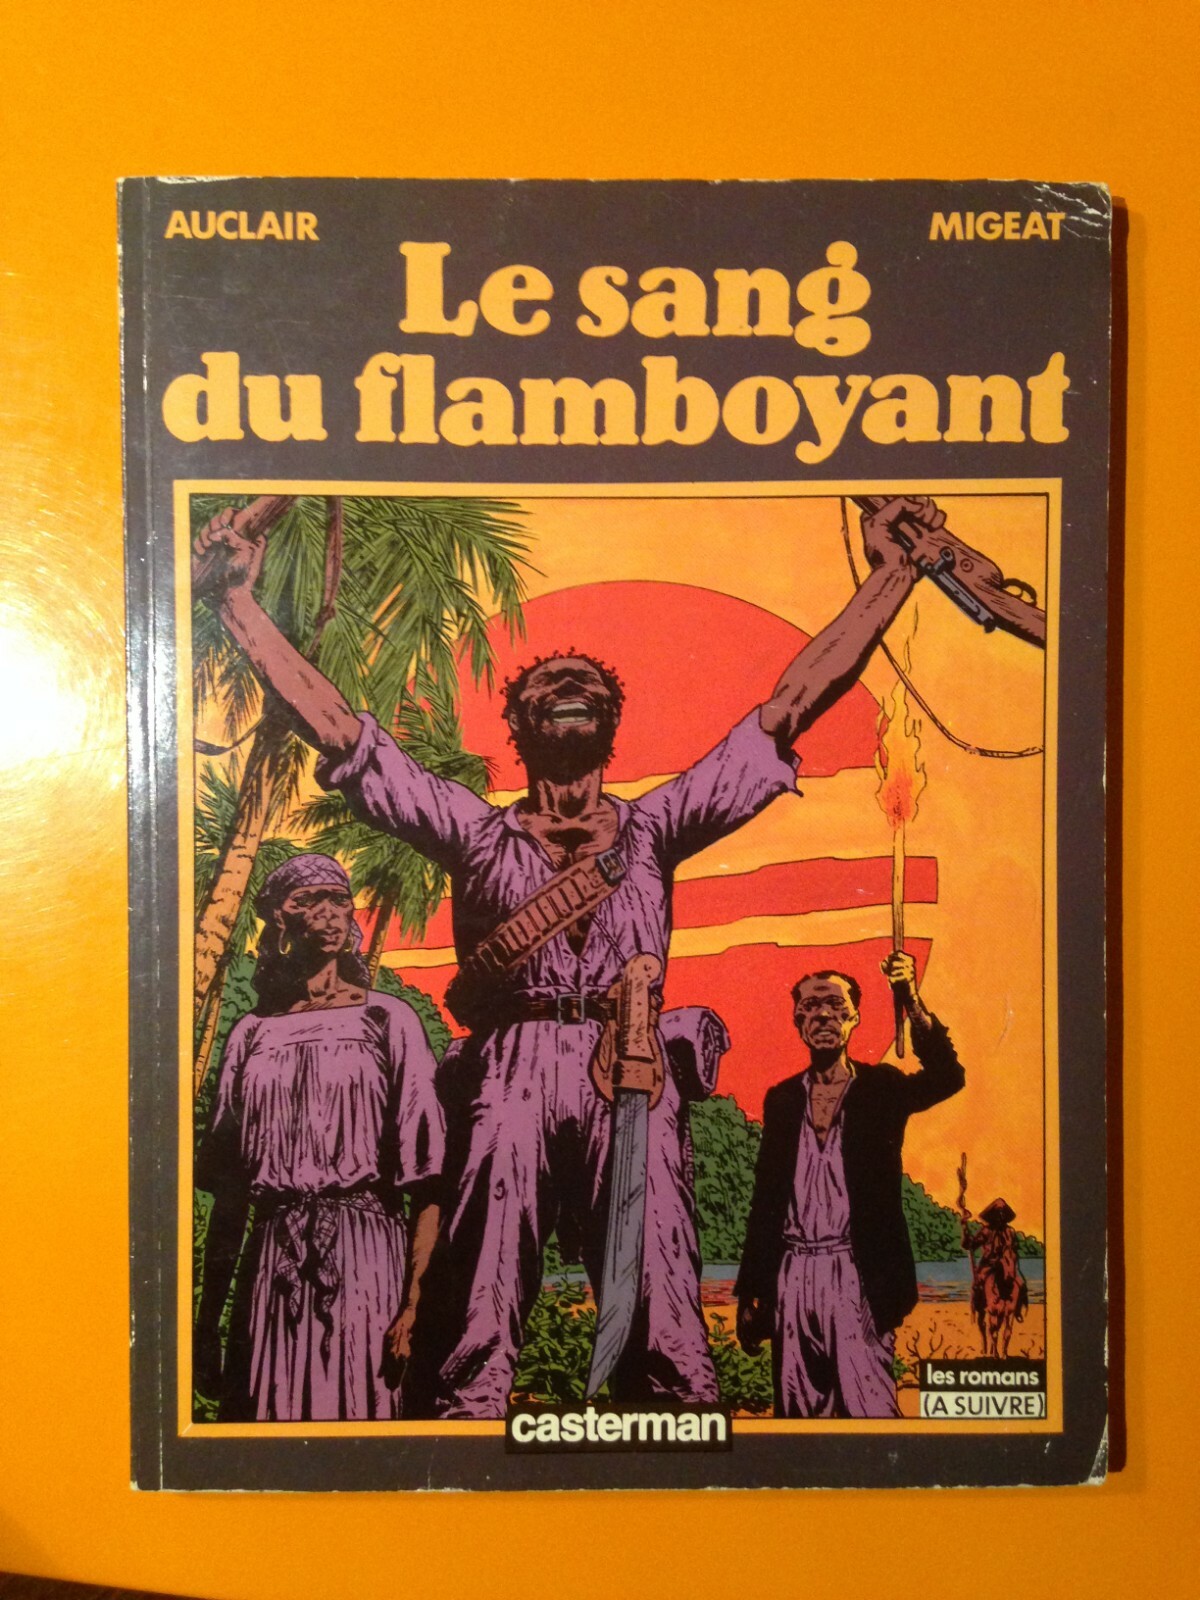 AUCLAIR MIGEAT
Le sang
du flamboyant
les romans
(A SUIVRE)
casterman